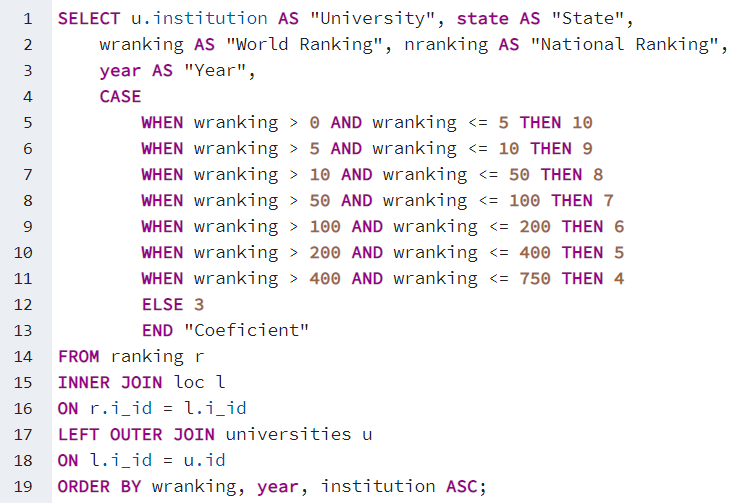 1 SELECT u.institution AS "University", state AS "State",
2 wranking AS "World Ranking", nranking AS "National Ranking",
3 year AS "Year",
4 CASE
5 WHEN wranking > 0 AND wranking <= 5 THEN 10
6 WHEN wranking > 5 AND wranking <= 10 THEN 9
7 WHEN wranking > 10 AND wranking <= 50 THEN 8
8 WHEN wranking > 50 AND wranking <= 100 THEN 7
9 WHEN wranking > 100 AND wranking <= 200 THEN 6
10 WHEN wranking > 200 AND wranking <= 400 THEN 5
11 WHEN wranking > 400 AND wranking <= 750 THEN 4
12 ELSE 3
13 END "Coeficient"
14 FROM ranking r
15 INNER JOIN loc l
16 ON r.i_id = l.i_id
17 LEFT OUTER JOIN universities u
18 ON l.i_id = u.id
19 ORDER BY wranking, year, institution ASC;